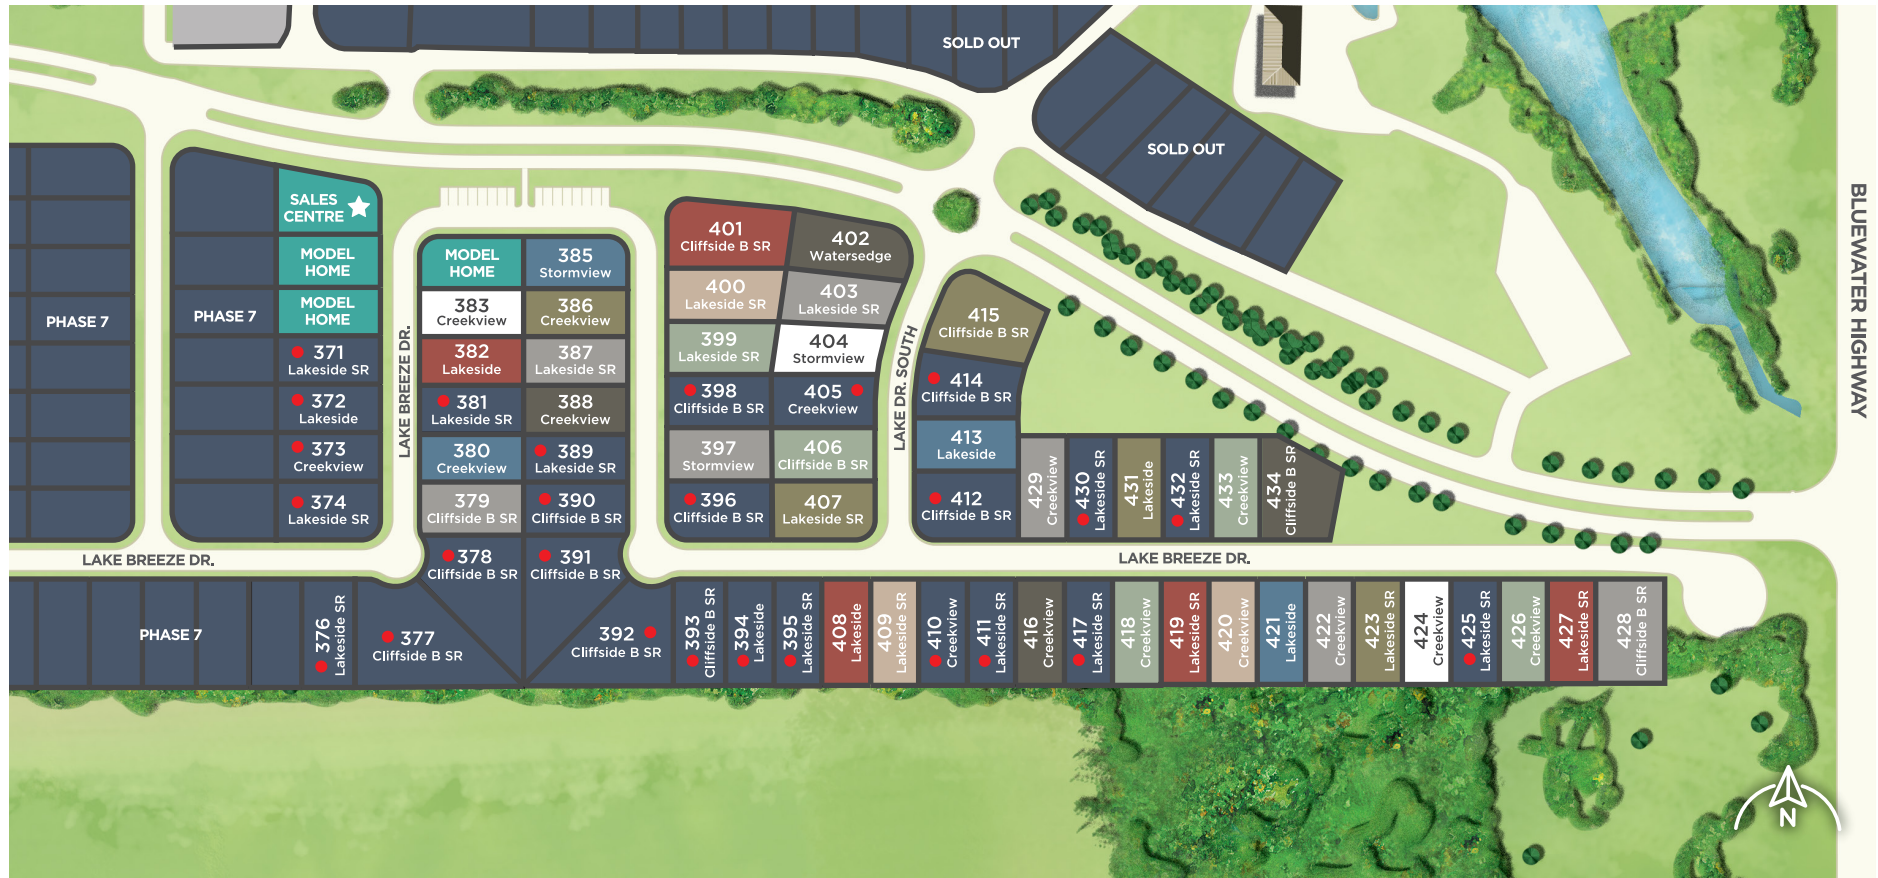 SOLD OUT
SOLD OUT
BLUEWATER HIGHWAY
SALES
CENTRE
MODEL
HOME
MODEL
HOME
PHASE 7
PHASE 7
371
Lakeside SR
372
Lakeside
373
Creekview
374
Lakeside SR
LAKE BREEZE DR.
MODEL
HOME
385
Stormview
383
Creekview
386
Creekview
382
Lakeside
387
Lakeside SR
381
Lakeside SR
388
Creekview
380
Creekview
389
Lakeside SR
379
Cliffside B SR
390
Cliffside B SR
378
Cliffside B SR
391
Cliffside B SR
401
Cliffside B SR
402
Watersedge
400
Lakeside SR
403
Lakeside SR
399
Lakeside SR
404
Stormview
398
Cliffside B SR
405
Creekview
397
Stormview
406
Cliffside B SR
396
Cliffside B SR
407
Lakeside SR
LAKE DR. SOUTH
415
Cliffside B SR
414
Cliffside B SR
413
Lakeside
412
Cliffside B SR
429
Creekview
430
Lakeside SR
431
Lakeside
432
Lakeside SR
433
Creekview
434
Cliffside B SR
LAKE BREEZE DR.
LAKE BREEZE DR.
PHASE 7
376
Lakeside SR
377
Cliffside B SR
392
Cliffside B SR
393
Cliffside B SR
394
Lakeside
395
Lakeside SR
408
Lakeside
409
Lakeside SR
410
Creekview
411
Lakeside SR
416
Creekview
417
Lakeside SR
418
Creekview
419
Lakeside SR
420
Creekview
421
Lakeside
422
Creekview
423
Lakeside SR
424
Creekview
425
Lakeside SR
426
Creekview
427
Lakeside SR
428
Cliffside B SR
N